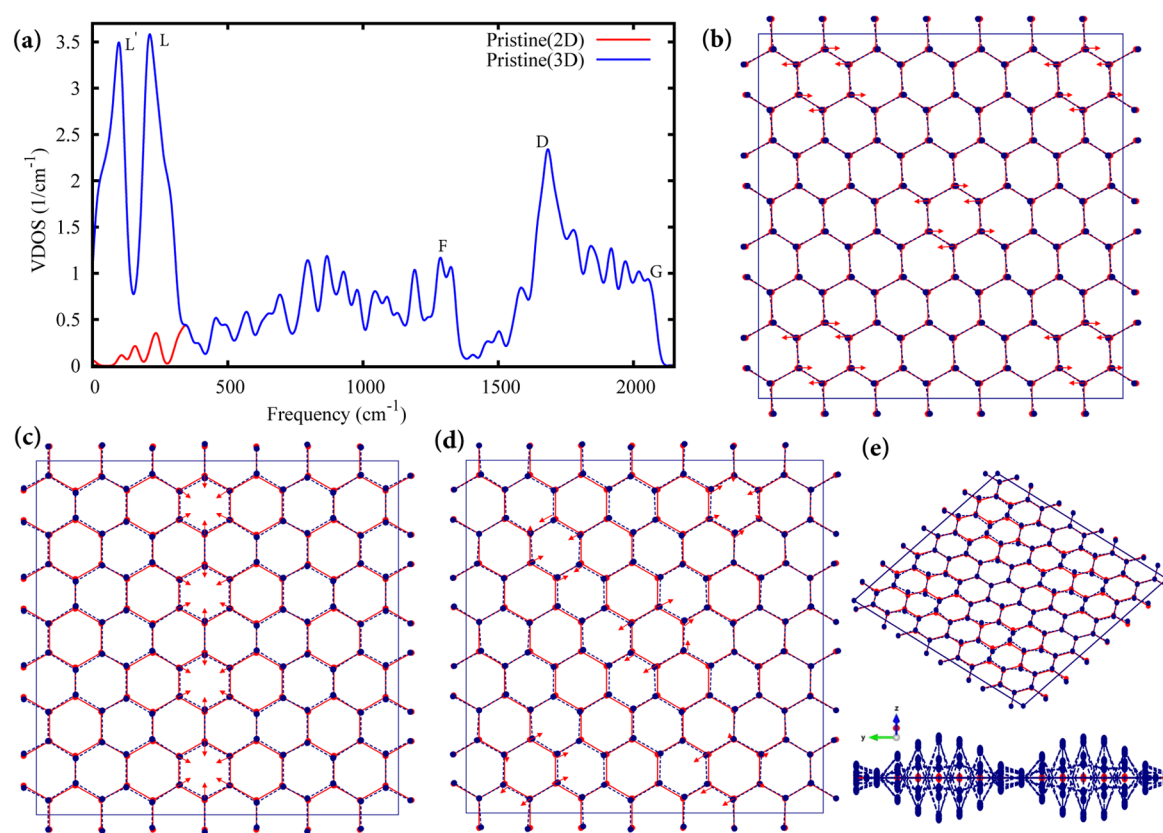 (a)
3.5
3
2.5
2
1.5
1
0.5
0
VDOS (1/cm⁻¹)
L'
L
Pristine(2D)
Pristine(3D)
D
F
G
0
500
1000
1500
2000
Frequency (cm⁻¹)
(b)
(c)
(d)
(e)
z
y